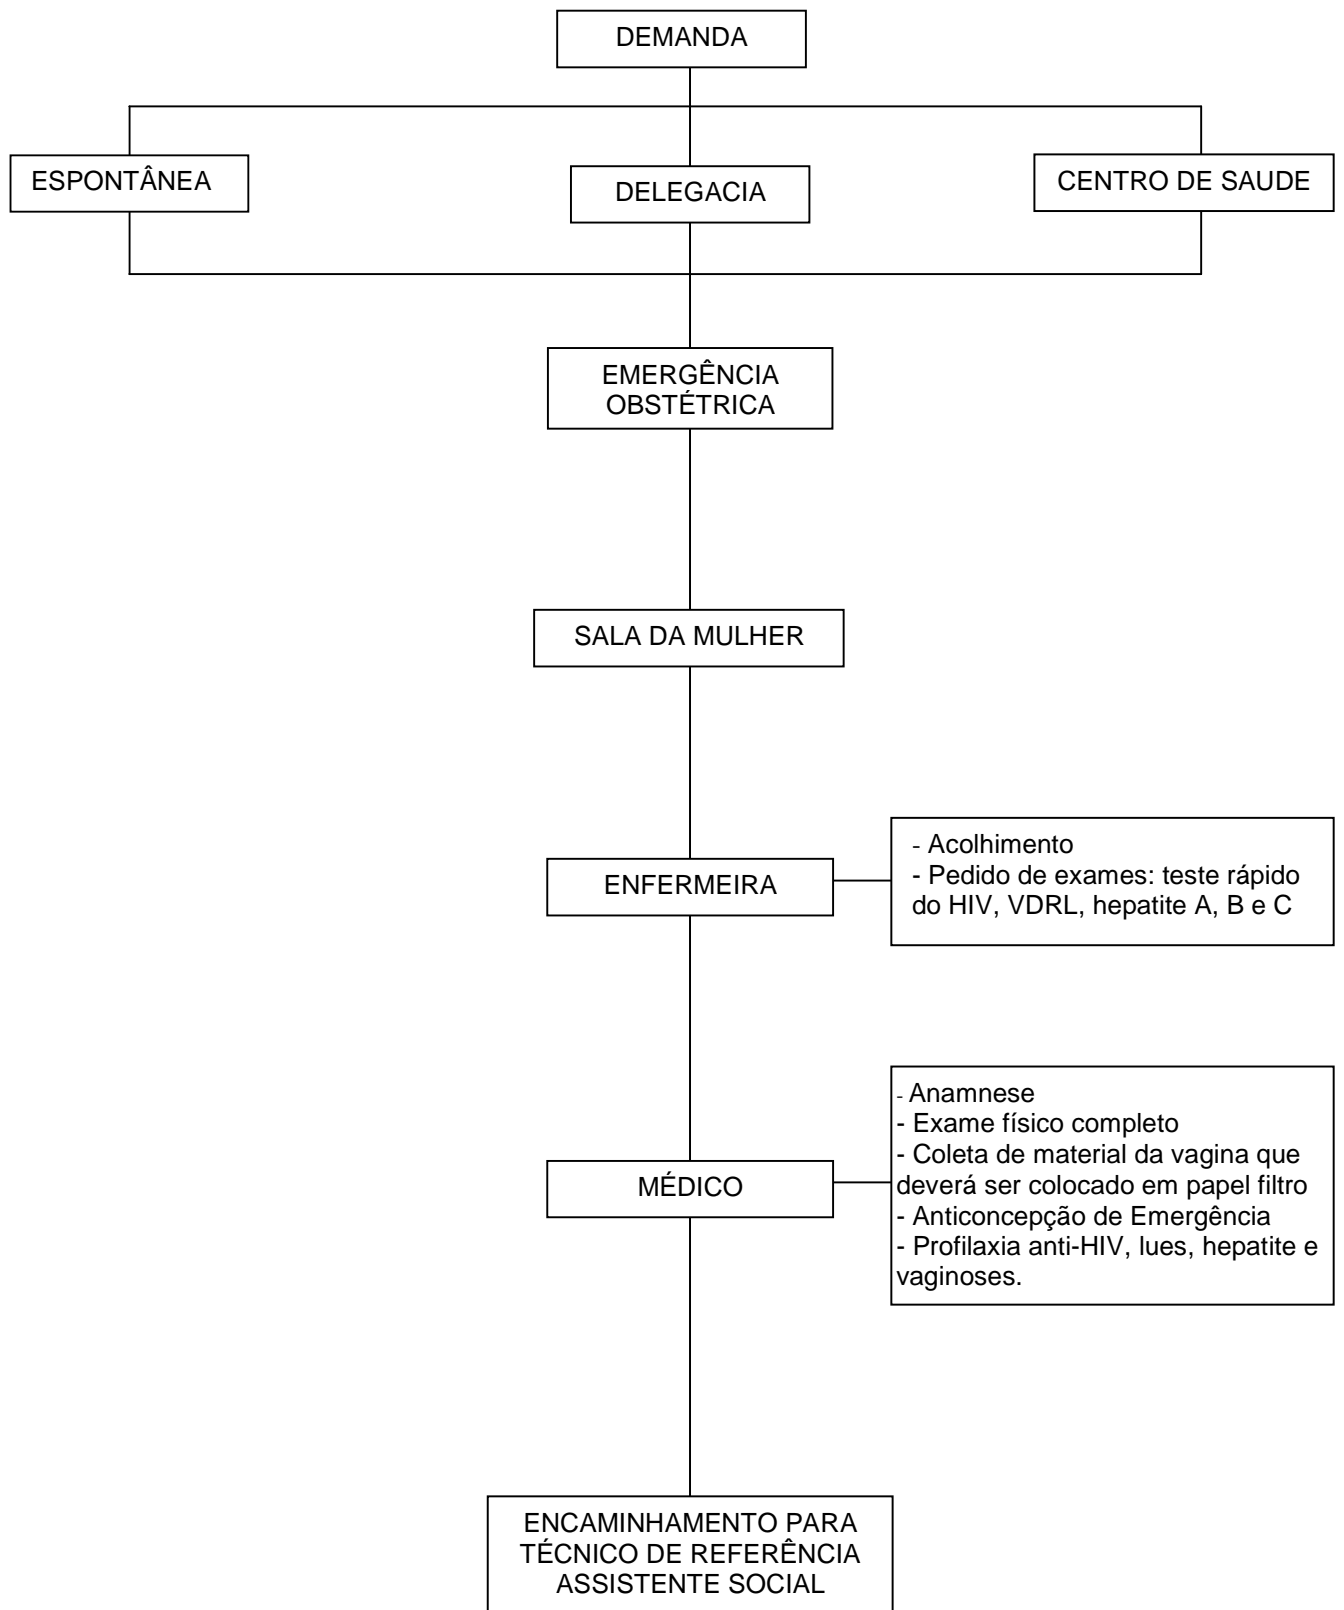 DEMANDA
ESPONTÂNEA
DELEGACIA
CENTRO DE SAUDE
EMERGÊNCIA
OBSTÉTRICA
SALA DA MULHER
ENFERMEIRA
- Acolhimento
- Pedido de exames: teste rápido
do HIV, VDRL, hepatite A, B e C
MÉDICO
- Anamnese
- Exame físico completo
- Coleta de material da vagina que
deverá ser colocado em papel filtro
- Anticoncepção de Emergência
- Profilaxia anti-HIV, lues, hepatite e
vaginoses.
ENCAMINHAMENTO PARA
TÉCNICO DE REFERÊNCIA
ASSISTENTE SOCIAL